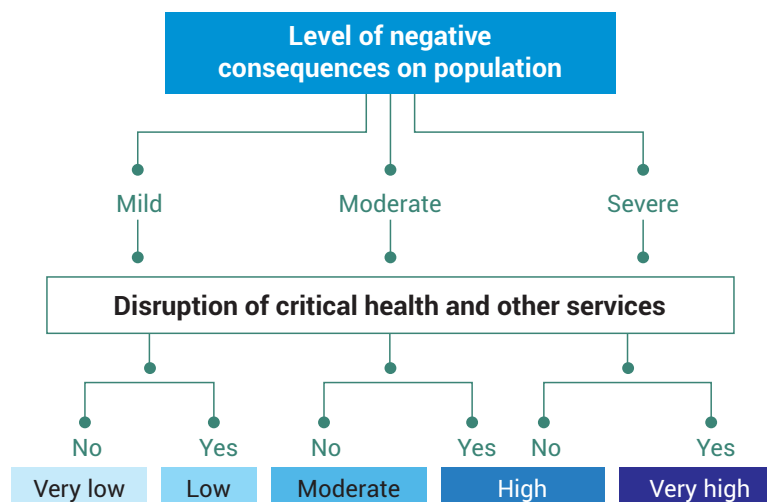 Level of negative
consequences on population
Mild Moderate Severe
Disruption of critical health and other services
No Yes No Yes No Yes
Very low Low Moderate High Very high